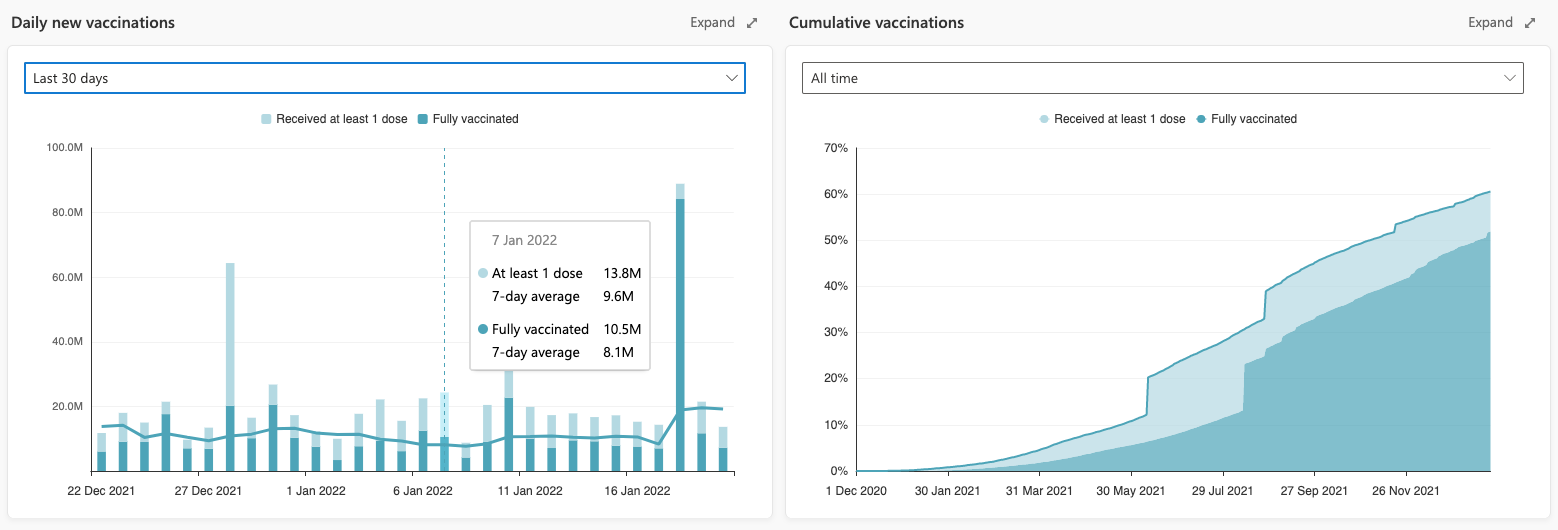 Daily new vaccinations
Expand
Last 30 days
Received at least 1 dose
Fully vaccinated
100.0M
80.0M
60.0M
40.0M
20.0M
7 Jan 2022
At least 1 dose 13.8M
7-day average 9.6M
Fully vaccinated 10.5M
7-day average 8.1M
22 Dec 2021 27 Dec 2021 1 Jan 2022 6 Jan 2022 11 Jan 2022 16 Jan 2022
Cumulative vaccinations
Expand
All time
Received at least 1 dose
Fully vaccinated
70%
60%
50%
40%
30%
20%
10%
0%
1 Dec 2020 30 Jan 2021 31 Mar 2021 30 May 2021 29 Jul 2021 27 Sep 2021 26 Nov 2021